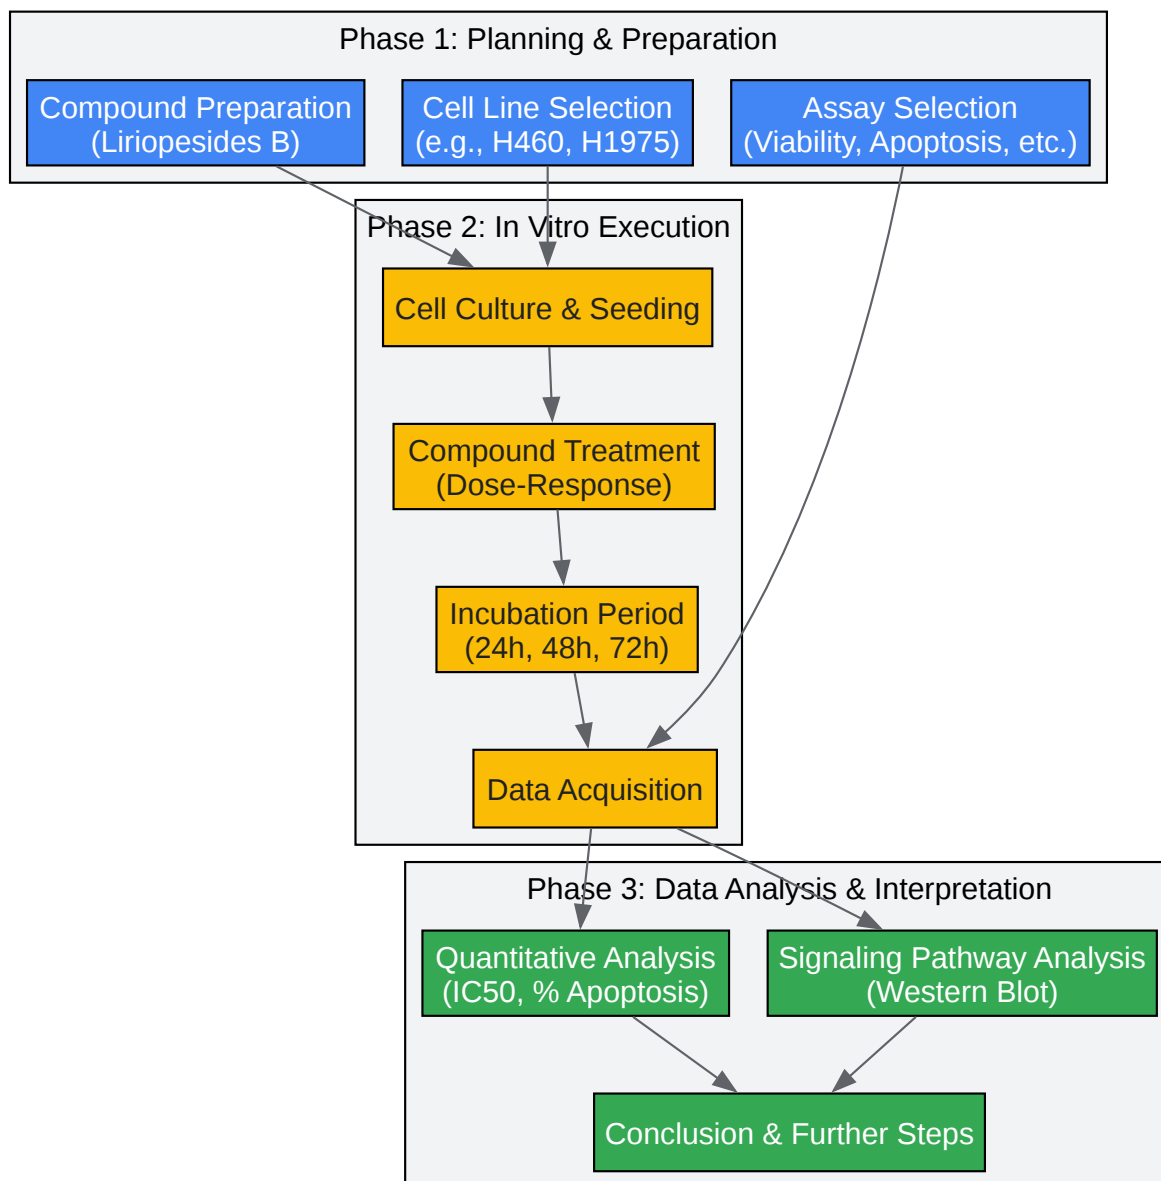 Phase 1: Planning & Preparation
Compound Preparation
(Liriopesides B)
Cell Line Selection
(e.g., H460, H1975)
Assay Selection
(Viability, Apoptosis, etc.)
Phase 2: In Vitro Execution
Cell Culture & Seeding
Compound Treatment
(Dose-Response)
Incubation Period
(24h, 48h, 72h)
Data Acquisition
Phase 3: Data Analysis & Interpretation
Quantitative Analysis
(IC50, % Apoptosis)
Signaling Pathway Analysis
(Western Blot)
Conclusion & Further Steps